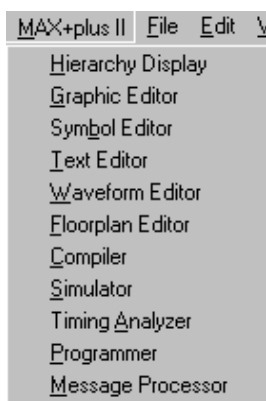 MAX+plus II File Edit
Hierarchy Display
Graphic Editor
Symbol Editor
Text Editor
Waveform Editor
Floorplan Editor
Compiler
Simulator
Timing Analyzer
Programmer
Message Processor